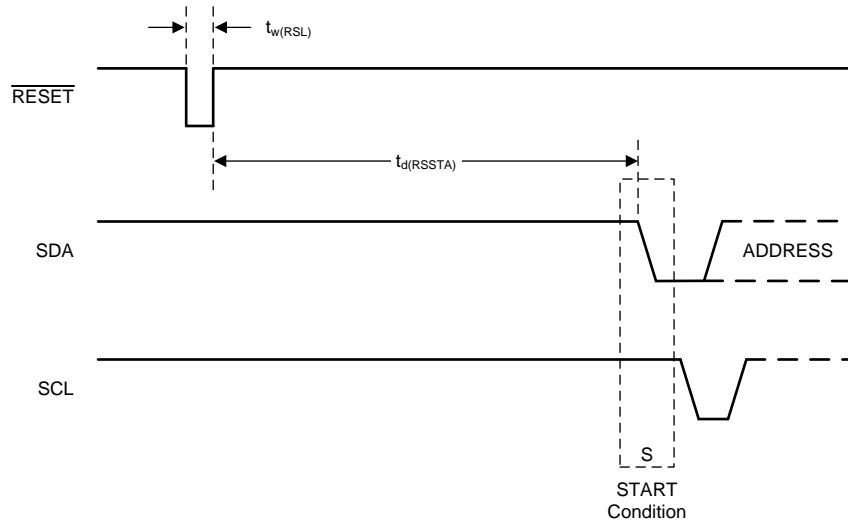 tw(RSL)
RESET
td(RSSTA)
SDA
ADDRESS
SCL
S
START
Condition